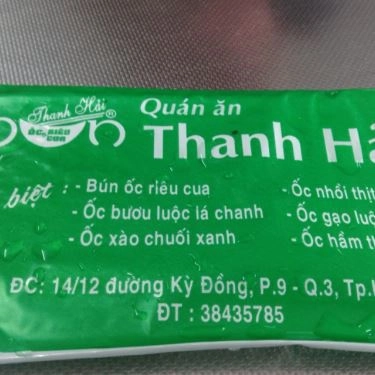 Thanh Hải
ỐC, RIÊU
CUA
®
Quán ăn
Thanh Hả
biệt : - Bún ốc riêu cua
- Ốc nhồi thịt
- Ốc bươu luộc lá chanh
- Ốc gạo luộ
- Ốc xào chuối xanh
- Ốc hầm th
ĐC: 14/12 đường Kỳ Đồng, P.9 - Q.3, Tp.
ĐT : 38435785